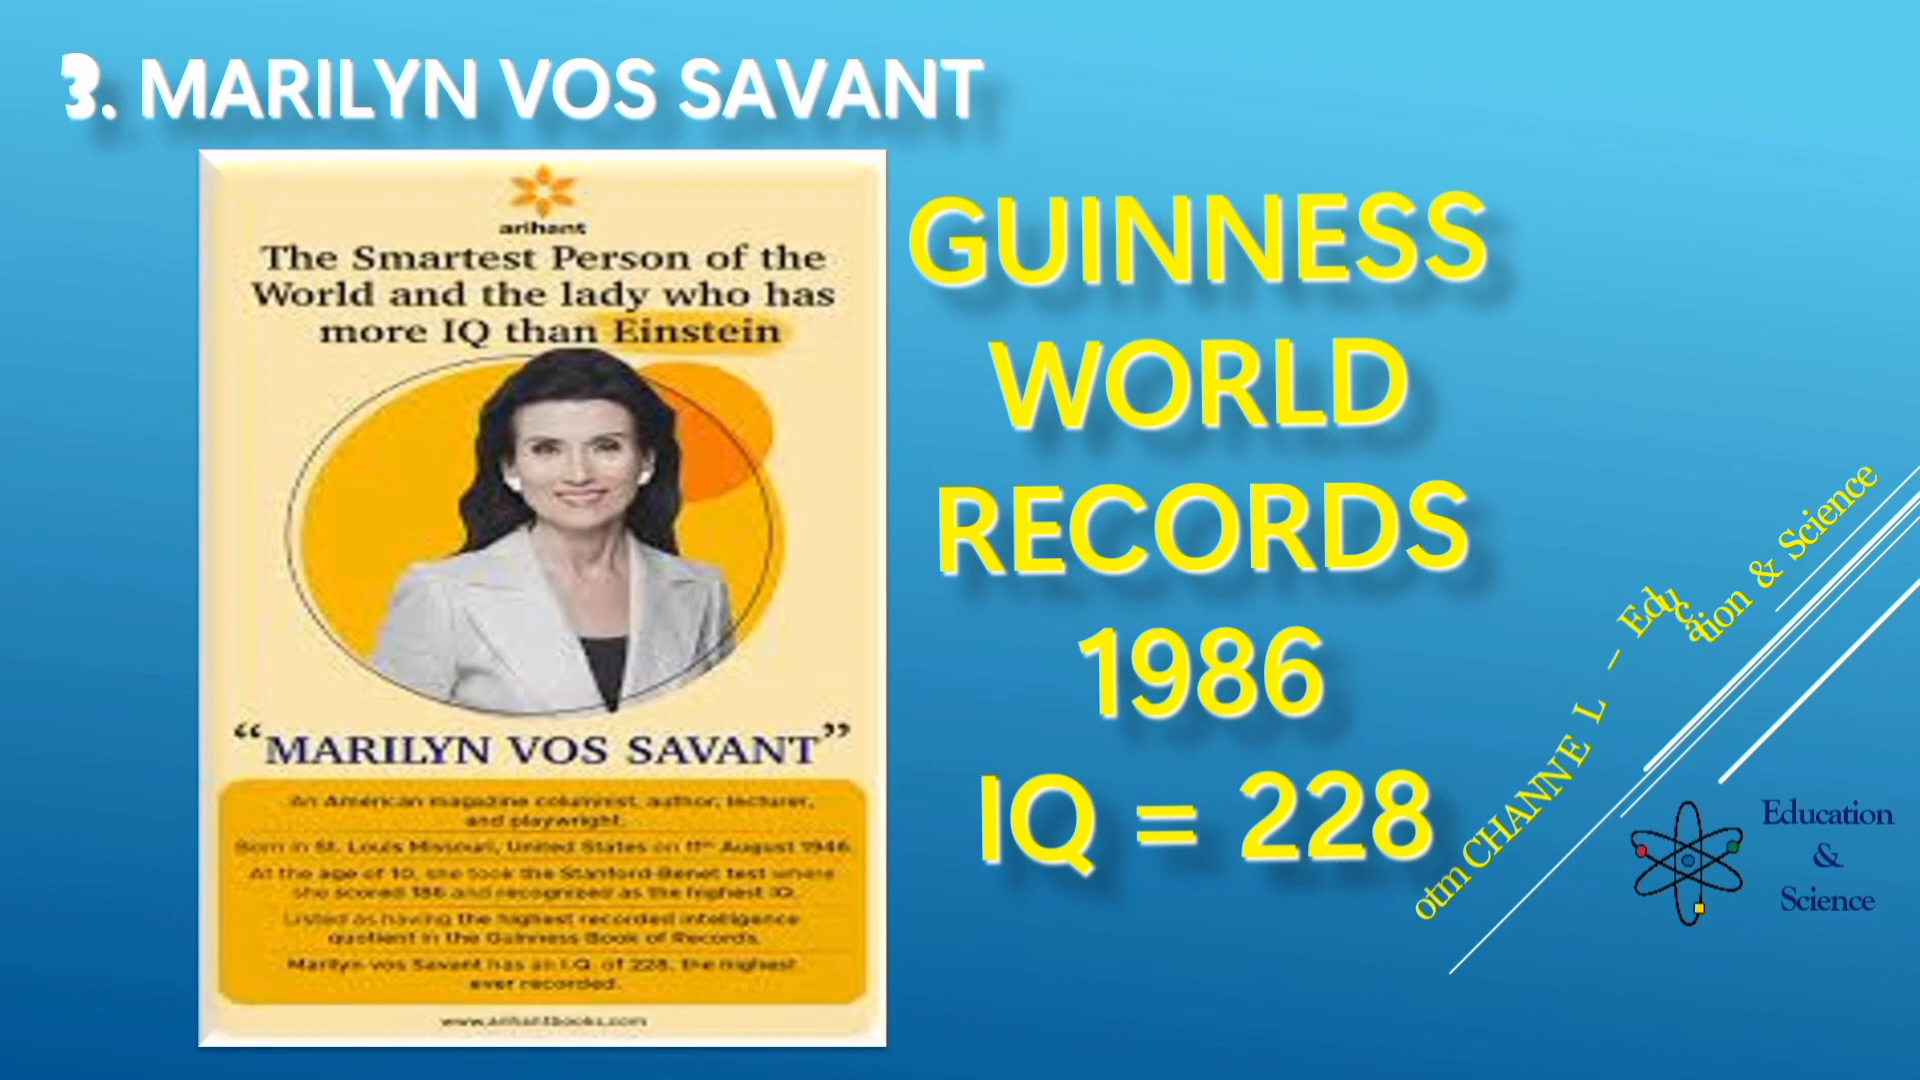 3. MARILYN VOS SAVANT
arihant
The Smartest Person of the
World and the lady who has
more IQ than Einstein
“MARILYN VOS SAVANT”
An American magazine columnist, author, lecturer,
and playwright.
Born in St. Louis Missouri, United States on 11th August 1946
At the age of 10, she took the Stanford-Benet test where
she scored 186 and recognized as the highest IQ.
Listed as having the highest recorded intelligence
quotient in the Guinness Book of Records.
Marilyn vos Savant has an I.Q. of 228, the highest
ever recorded.
www.arihantbooks.com
GUINNESS
WORLD
RECORDS
1986
IQ = 228
otm CHANNE L – Education & Science
Education
&
Science